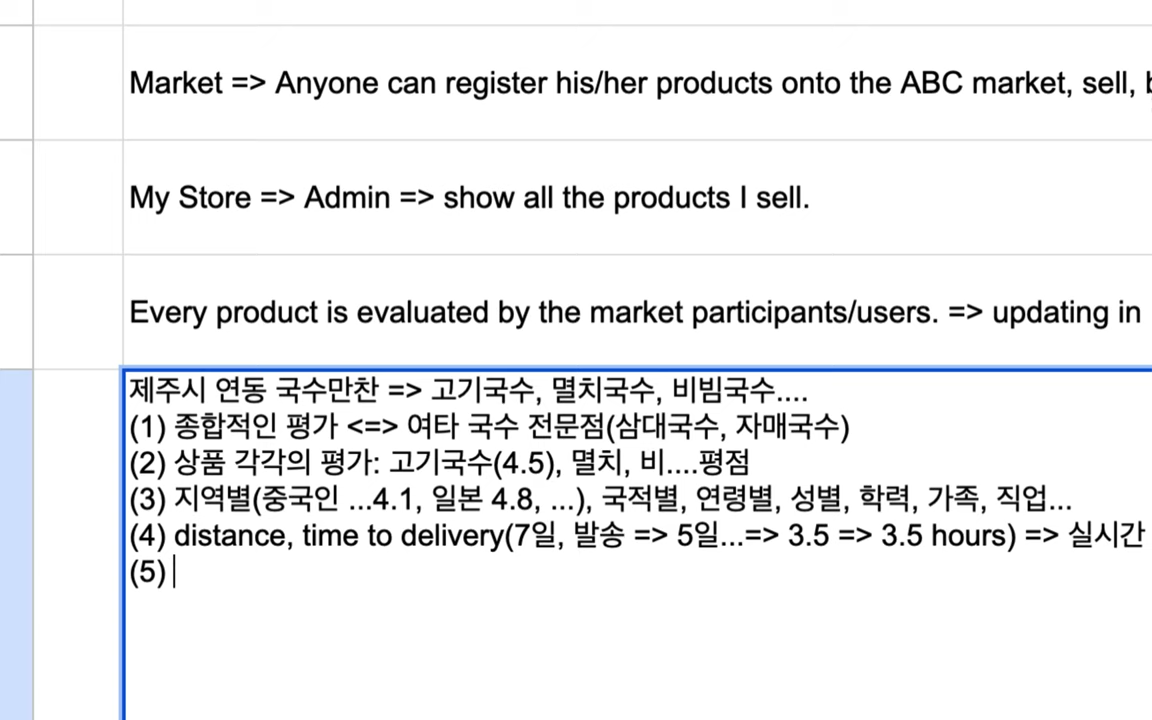 Market => Anyone can register his/her products onto the ABC market, sell,
My Store => Admin => show all the products I sell.
Every product is evaluated by the market participants/users. => updating in
제주시 연동 국수만찬 => 고기국수, 멸치국수, 비빔국수....
(1) 종합적인 평가 <=> 여타 국수 전문점(삼대국수, 자매국수)
(2) 상품 각각의 평가: 고기국수(4.5), 멸치, 비....평점
(3) 지역별(중국인 ...4.1, 일본 4.8, ...), 국적별, 연령별, 성별, 학력, 가족, 직업...
(4) distance, time to delivery(7일, 발송 => 5일...=> 3.5 => 3.5 hours) => 실시간
(5)